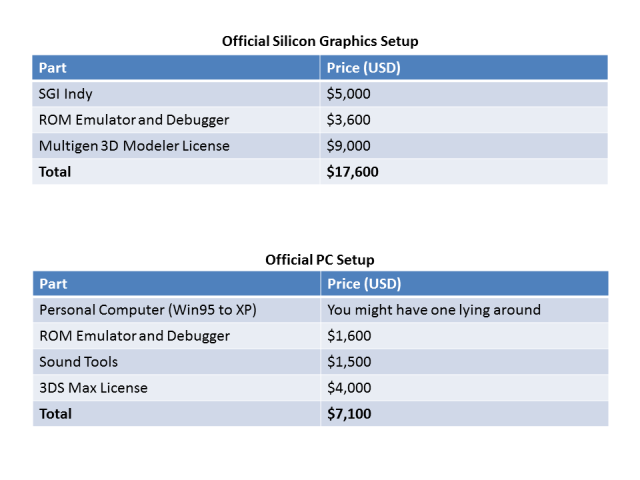 Official Silicon Graphics Setup
Part Price (USD)
SGI Indy $5,000
ROM Emulator and Debugger $3,600
Multigen 3D Modeler License $9,000
Total $17,600
Official PC Setup
Part Price (USD)
Personal Computer (Win95 to XP) You might have one lying around
ROM Emulator and Debugger $1,600
Sound Tools $1,500
3DS Max License $4,000
Total $7,100